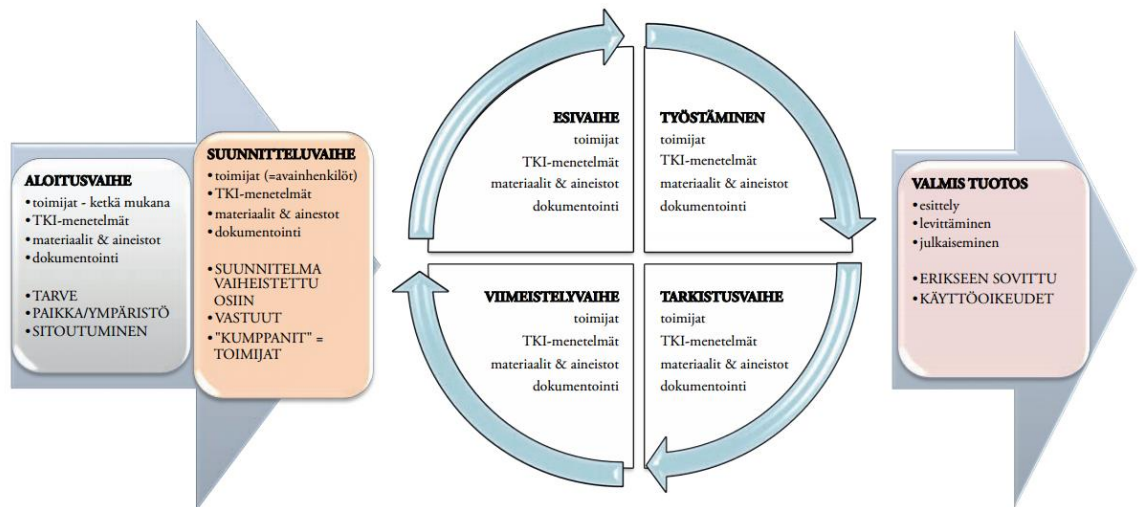 ALOITUSVAIHE
•toimijat - ketkä mukana
•TKI-menetelmät
•materiaalit & aineistot
•dokumentointi
•TARVE
•PAIKKA/YMPÄRISTÖ
•SITOUTUMINEN
SUUNNITTELUVAIHE
•toimijat (=avainhenkilöt)
•TKI-menetelmät
•materiaalit & ainestot
•dokumentointi
•SUUNNITELMA
VAIHEISTETTU
OSIIN
•VASTUUT
•"KUMPPANIT" =
TOIMIJAT
ESIVAIHE
toimijat
TKI-menetelmät
materiaalit & aineistot
dokumentointi
TYÖSTÄMINEN
toimijat
TKI-menetelmät
materiaalit & aineistot
dokumentointi
VIIMEISTELYVAIHE
toimijat
TKI-menetelmät
materiaalit & aineistot
dokumentointi
TARKISTUSVAIHE
toimijat
TKI-menetelmät
materiaalit & aineistot
dokumentointi
VALMIS TUOTOS
•esittely
•levittäminen
•julkaiseminen
•ERIKSEEN SOVITTU
•KÄYTTÖOIKEUDET